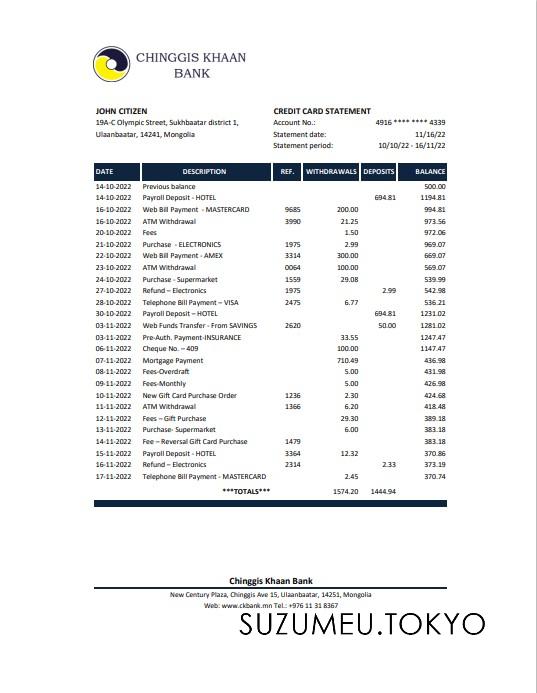 CHINGGIS KHAAN
BANK
JOHN CITIZEN
19A-C Olympic Street, Sukhbaatar district 1,
Ulaanbaatar, 14241, Mongolia
CREDIT CARD STATEMENT
Account No.: 4916 **** **** 4339
Statement date: 11/16/22
Statement period: 10/10/22 - 16/11/22
DATE DESCRIPTION REF. WITHDRAWALS DEPOSITS BALANCE
14-10-2022 Previous balance 500.00
14-10-2022 Payroll Deposit - HOTEL 694.81 1194.81
16-10-2022 Web Bill Payment - MASTERCARD 9685 200.00 994.81
16-10-2022 ATM Withdrawal 3990 21.25 973.56
20-10-2022 Fees 1.50 972.06
21-10-2022 Purchase - ELECTRONICS 1975 2.99 969.07
22-10-2022 Web Bill Payment - AMEX 3314 300.00 669.07
23-10-2022 ATM Withdrawal 0064 100.00 569.07
24-10-2022 Purchase - Supermarket 1559 29.08 539.99
27-10-2022 Refund – Electronics 1975 2.99 542.98
28-10-2022 Telephone Bill Payment – VISA 2475 6.77 536.21
30-10-2022 Payroll Deposit – HOTEL 694.81 1231.02
03-11-2022 Web Funds Transfer - From SAVINGS 2620 50.00 1281.02
03-11-2022 Pre-Auth. Payment-INSURANCE 33.55 1247.47
06-11-2022 Cheque No. – 409 100.00 1147.47
07-11-2022 Mortgage Payment 710.49 436.98
08-11-2022 Fees-Overdraft 5.00 431.98
09-11-2022 Fees-Monthly 5.00 426.98
10-11-2022 New Gift Card Purchase Order 1236 2.30 424.68
11-11-2022 ATM Withdrawal 1366 6.20 418.48
12-11-2022 Fees – Gift Purchase 29.30 389.18
13-11-2022 Purchase- Supermarket 6.00 383.18
14-11-2022 Fee – Reversal Gift Card Purchase 1479 383.18
15-11-2022 Payroll Deposit - HOTEL 3364 12.32 370.86
16-11-2022 Refund – Electronics 2314 2.33 373.19
17-11-2022 Telephone Bill Payment - MASTERCARD 2.45 370.74
***TOTALS*** 1574.20 1444.94
Chinggis Khaan Bank
New Century Plaza, Chinggis Ave 15, Ulaanbaatar, 14251, Mongolia
Web: www.ckbank.mn Tel.: +976 11 31 8367
SUZUMEU.TOKYO